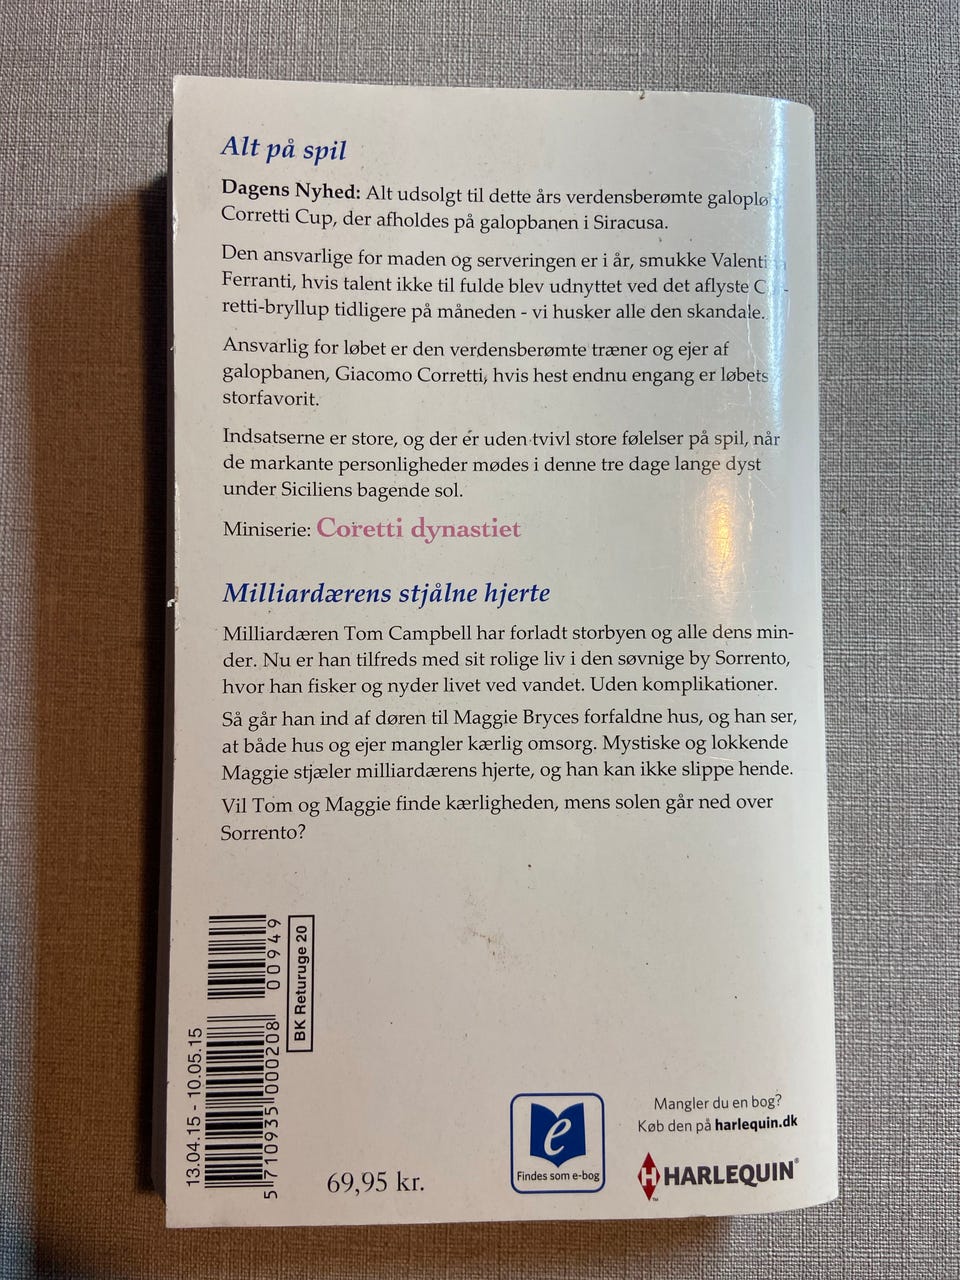 Alt på spil
Dagens Nyhed: Alt udsolgt til dette års verdensberømte galopløb
Corretti Cup, der afholdes på galopbanen i Siracusa.
Den ansvarlige for maden og serveringen er i år, smukke Valentina
Ferranti, hvis talent ikke til fulde blev udnyttet ved det aflyste Cor-
retti-bryllup tidligere på måneden - vi husker alle den skandale.
Ansvarlig for løbet er den verdensberømte træner og ejer af
galopbanen, Giacomo Corretti, hvis hest endnu engang er løbets
storfavorit.
Indsatserne er store, og der er uden tvivl store følelser på spil, når
de markante personligheder mødes i denne tre dage lange dyst
under Siciliens bagende sol.
Miniserie: Coretti dynastiet
Milliardærens stjålne hjerte
Milliardæren Tom Campbell har forladt storbyen og alle dens min-
der. Nu er han tilfreds med sit rolige liv i den søvnige by Sorrento,
hvor han fisker og nyder livet ved vandet. Uden komplikationer.
Så går han ind af døren til Maggie Bryces forfaldne hus, og han ser,
at både hus og ejer mangler kærlig omsorg. Mystiske og lokkende
Maggie stjæler milliardærens hjerte, og han kan ikke slippe hende.
Vil Tom og Maggie finde kærligheden, mens solen går ned over
Sorrento?
13.04.15 - 10.05.15
5 710935 000208
00949
BK Returuge 20
69,95 kr.
e
Findes som e-bog
Mangler du en bog?
Køb den på harlequin.dk
H HARLEQUIN®
™